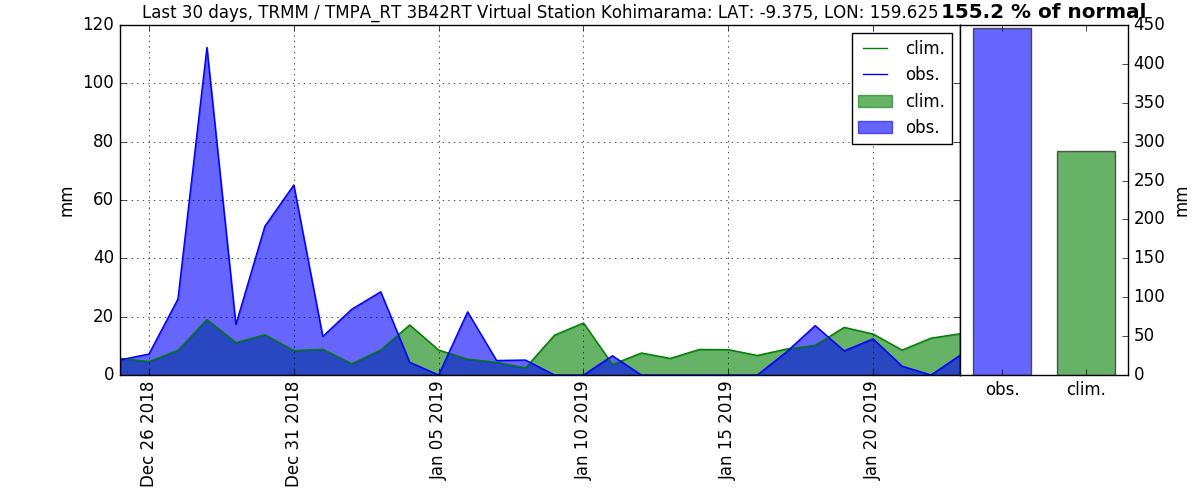 Last 30 days, TRMM / TMPA_RT 3B42RT Virtual Station Kohimarama: LAT: -9.375, LON: 159.625
155.2 % of normal
120
100
80
60
40
20
0
mm
clim.
obs.
clim.
obs.
Dec 26 2018
Dec 31 2018
Jan 05 2019
Jan 10 2019
Jan 15 2019
Jan 20 2019
450
400
350
300
250
200
150
100
50
0
mm
obs.
clim.